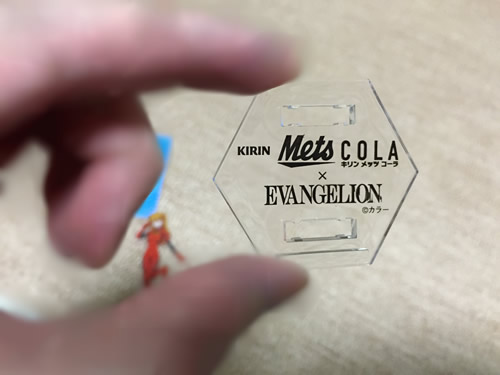 KIRIN Mets COLA
キリン メッツ コーラ
×
EVANGELION
©カラー